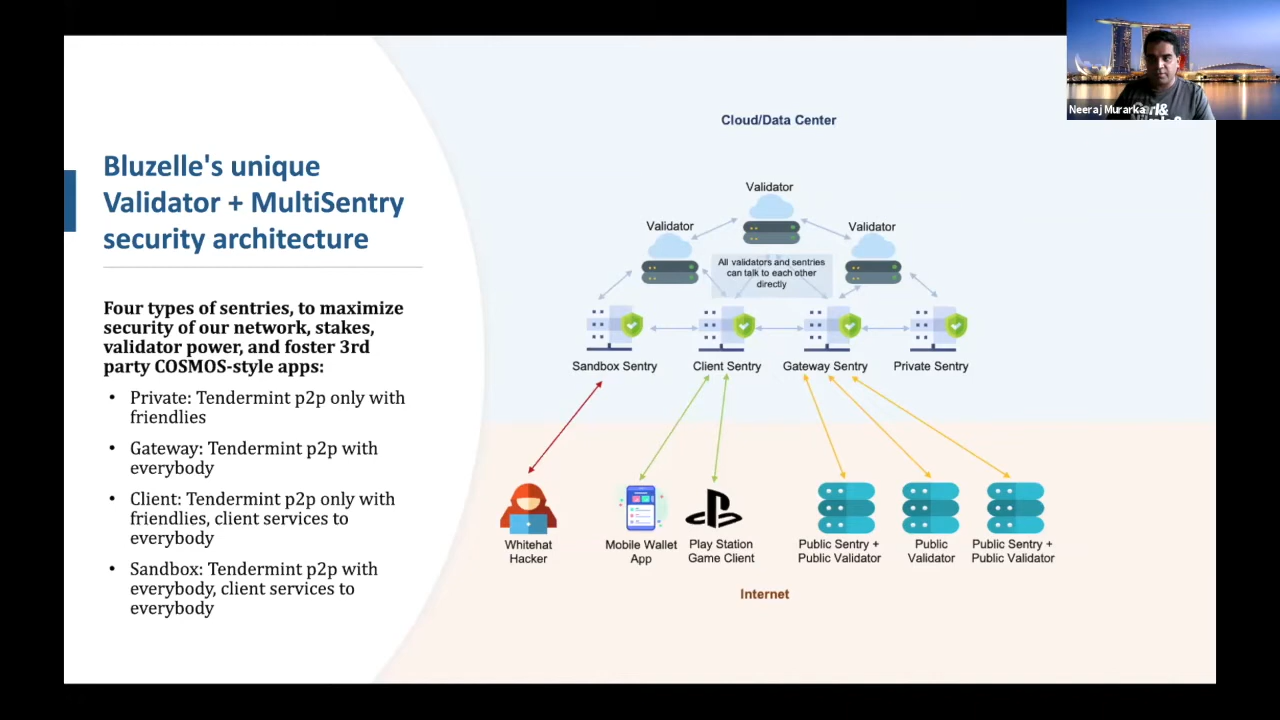 Neeraj Murarka
Bluzelle's unique
Validator + MultiSentry
security architecture
Four types of sentries, to maximize
security of our network, stakes,
validator power, and foster 3rd
party COSMOS-style apps:
• Private: Tendermint p2p only with
friendlies
• Gateway: Tendermint p2p with
everybody
• Client: Tendermint p2p only with
friendlies, client services to
everybody
• Sandbox: Tendermint p2p with
everybody, client services to
everybody
Cloud/Data Center
Validator
Validator
Validator
All validators and sentries
can talk to each other
directly
Sandbox Sentry
Client Sentry
Gateway Sentry
Private Sentry
Whitehat
Hacker
Mobile Wallet
App
Play Station
Game Client
Public Sentry +
Public Validator
Public
Validator
Public Sentry +
Public Validator
Internet